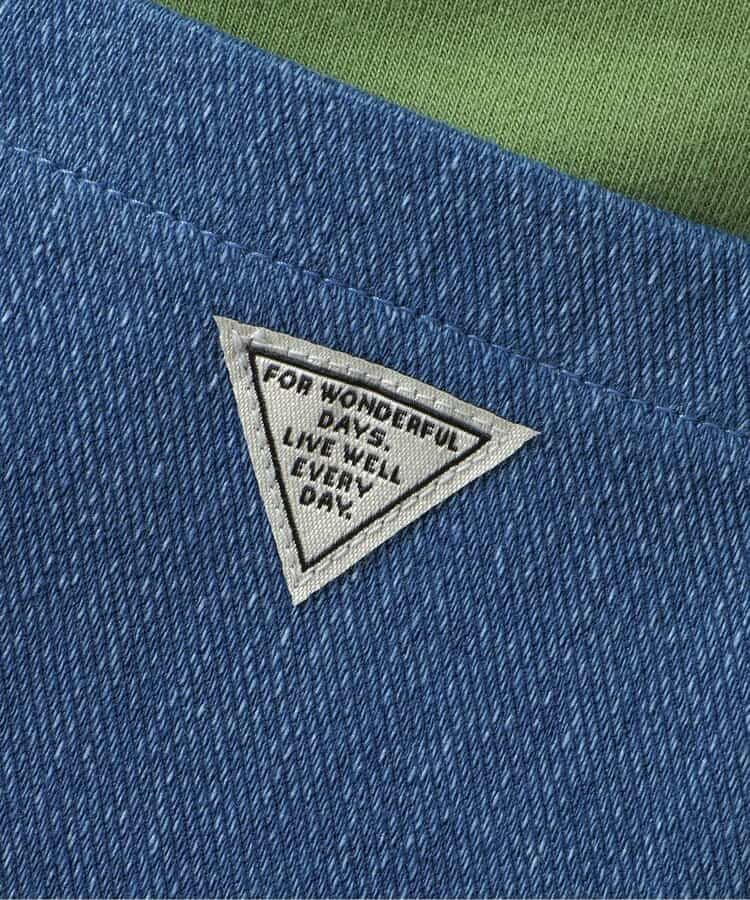 FOR WONDERFUL
DAYS.
LIVE WELL
EVERY
DAY.